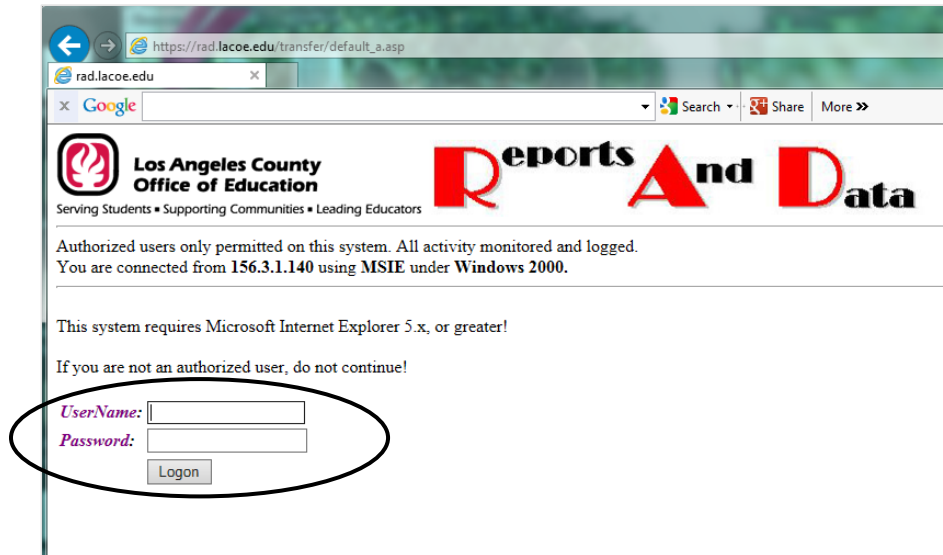 https://rad.lacoe.edu/transfer/default_a.asp
rad.lacoe.edu
x Google Search Share More »
Los Angeles County
Office of Education
Serving Students ▪ Supporting Communities ▪ Leading Educators
Reports And Data
Authorized users only permitted on this system. All activity monitored and logged.
You are connected from 156.3.1.140 using MSIE under Windows 2000.
This system requires Microsoft Internet Explorer 5.x, or greater!
If you are not an authorized user, do not continue!
UserName:
Password:
Logon